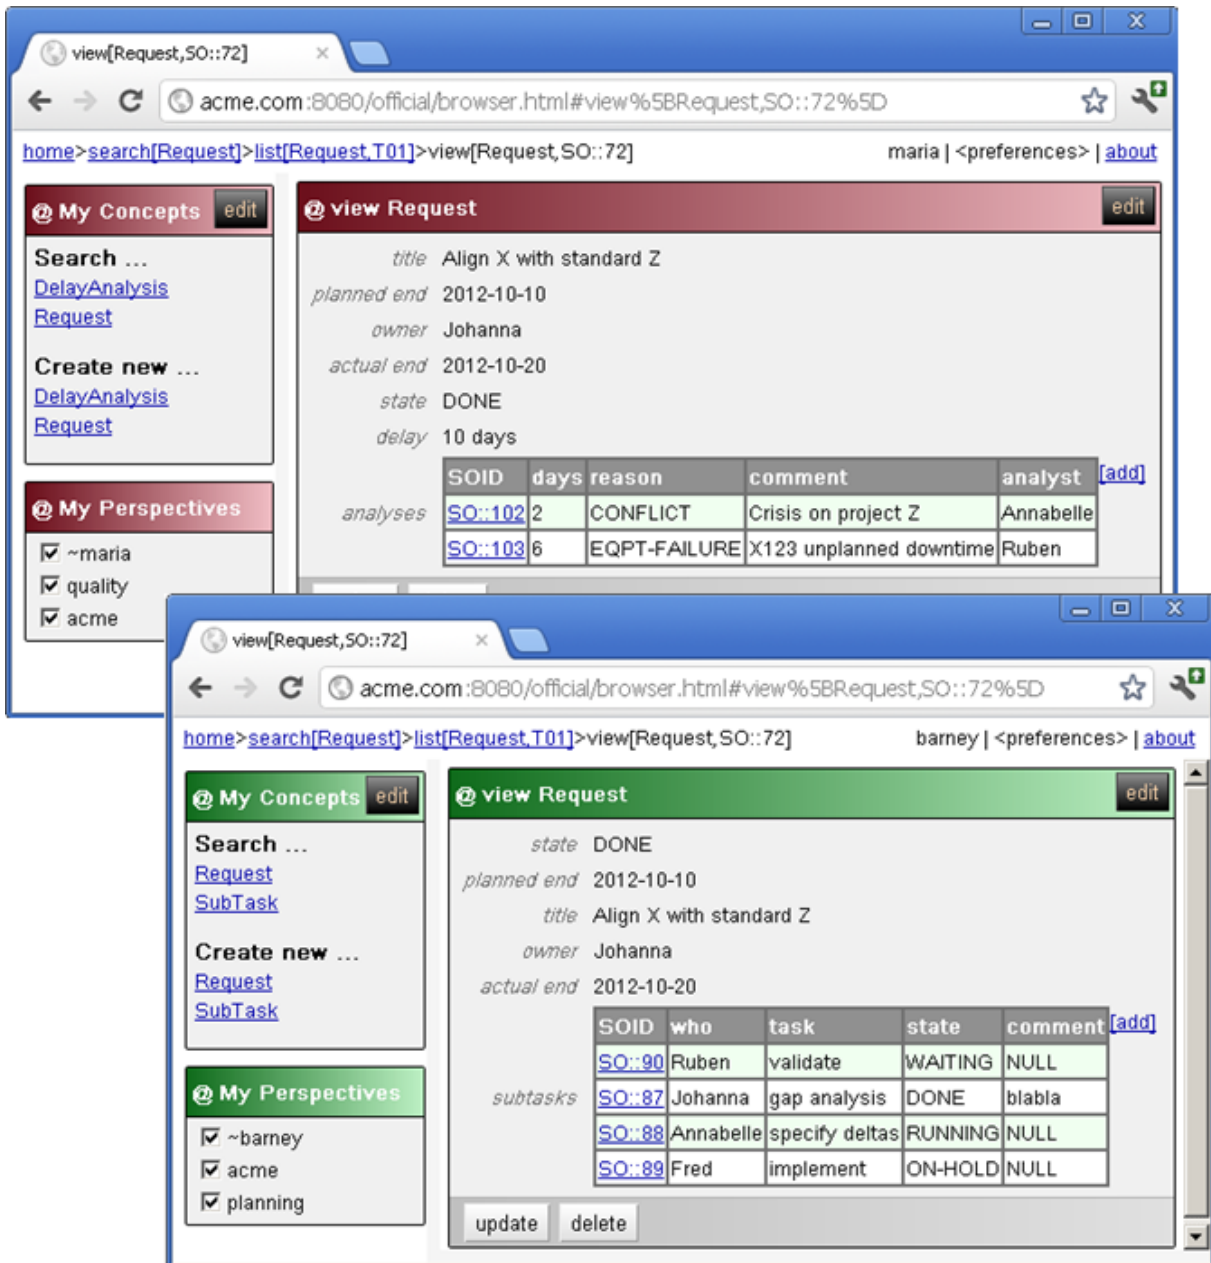 view[Request,SO::72]
acme.com:8080/official/browser.html#view%5BRequest,SO::72%5D
home>search[Request]>list[Request,T01]>view[Request,SO::72] maria | <preferences> | about
@ My Concepts edit
Search ...
DelayAnalysis
Request
Create new ...
DelayAnalysis
Request
@ My Perspectives
~maria
quality
acme
@ view Request edit
title Align X with standard Z
planned end 2012-10-10
owner Johanna
actual end 2012-10-20
state DONE
delay 10 days
analyses
SOID days reason comment analyst [add]
SO::102 2 CONFLICT Crisis on project Z Annabelle
SO::103 6 EQPT-FAILURE X123 unplanned downtime Ruben
view[Request,SO::72]
acme.com:8080/official/browser.html#view%5BRequest,SO::72%5D
home>search[Request]>list[Request,T01]>view[Request,SO::72] barney | <preferences> | about
@ My Concepts edit
Search ...
Request
SubTask
Create new ...
Request
SubTask
@ My Perspectives
~barney
acme
planning
@ view Request edit
state DONE
planned end 2012-10-10
title Align X with standard Z
owner Johanna
actual end 2012-10-20
subtasks
SOID who task state comment [add]
SO::90 Ruben validate WAITING NULL
SO::87 Johanna gap analysis DONE blabla
SO::88 Annabelle specify deltas RUNNING NULL
SO::89 Fred implement ON-HOLD NULL
update delete